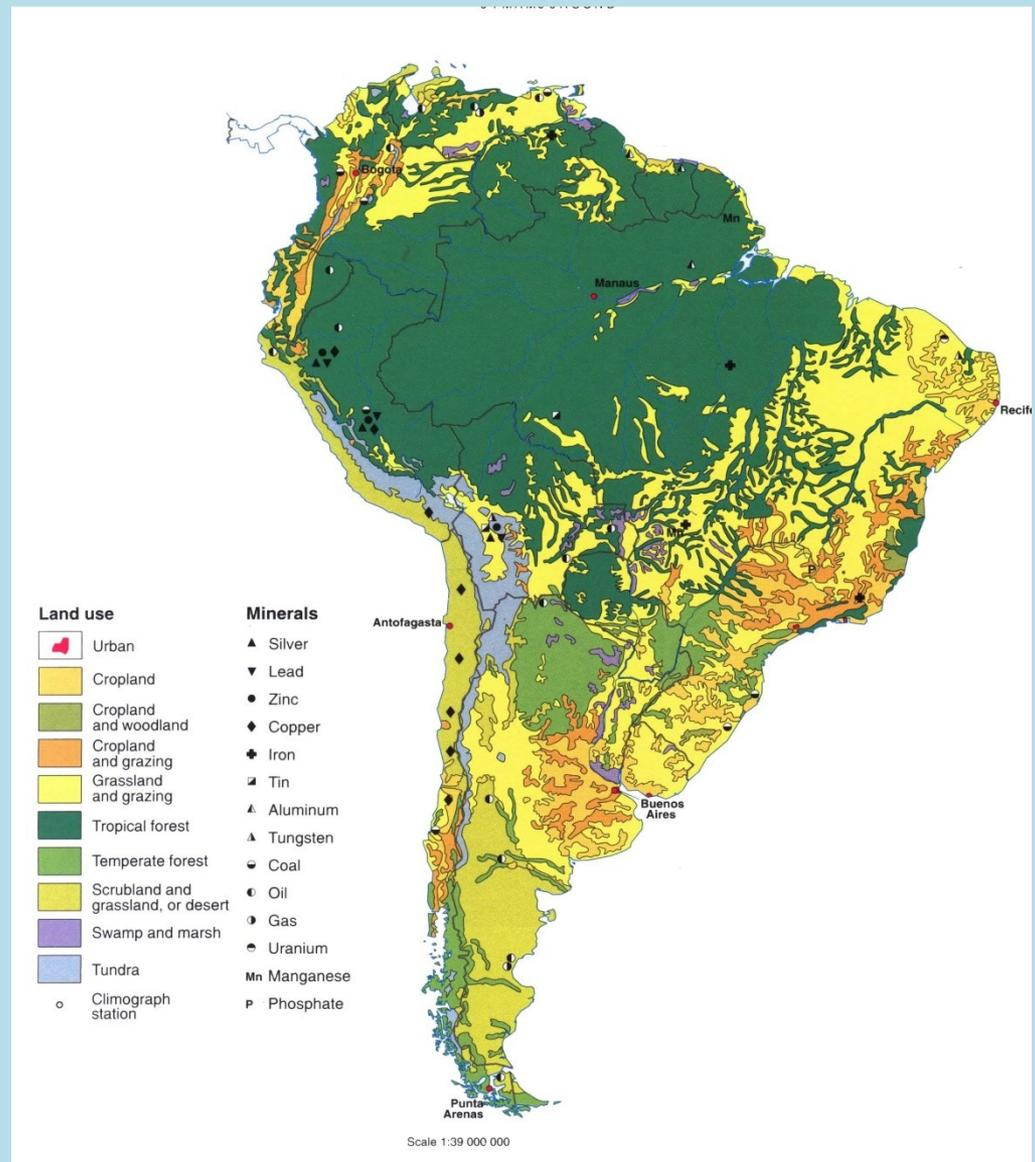 Bogota
Mn
Manaus
Recif
Mn
P
Antofagasta
Buenos
Aires
Punta
Arenas
Land use
Urban
Cropland
Cropland
and woodland
Cropland
and grazing
Grassland
and grazing
Tropical forest
Temperate forest
Scrubland and
grassland, or desert
Swamp and marsh
Tundra
Climograph
station
Minerals
Silver
Lead
Zinc
Copper
Iron
Tin
Aluminum
Tungsten
Coal
Oil
Gas
Uranium
Mn Manganese
P Phosphate
Scale 1:39 000 000